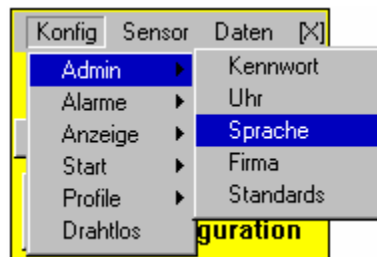 Konfig Sensor Daten [X]
Admin
Alarme
Anzeige
Start
Profile
Drahtlos
Kennwort
Uhr
Sprache
Firma
Standards
guration